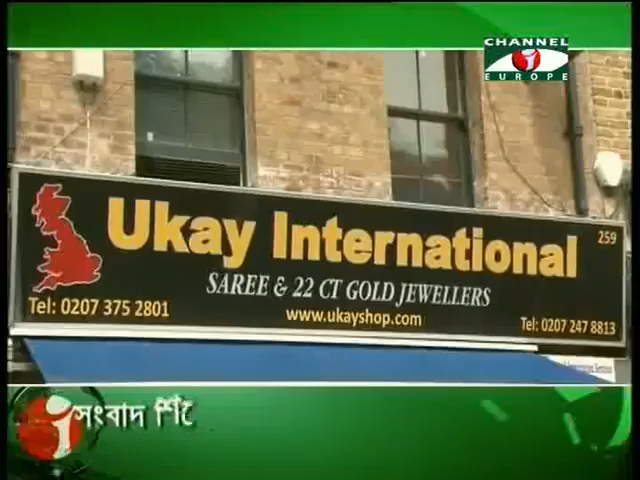 CHANNEL
i
EUROPE
Ukay International
259
SAREE & 22 CT GOLD JEWELLERS
Tel: 0207 375 2801
www.ukayshop.com
Tel: 0207 247 8813
i সংবাদ